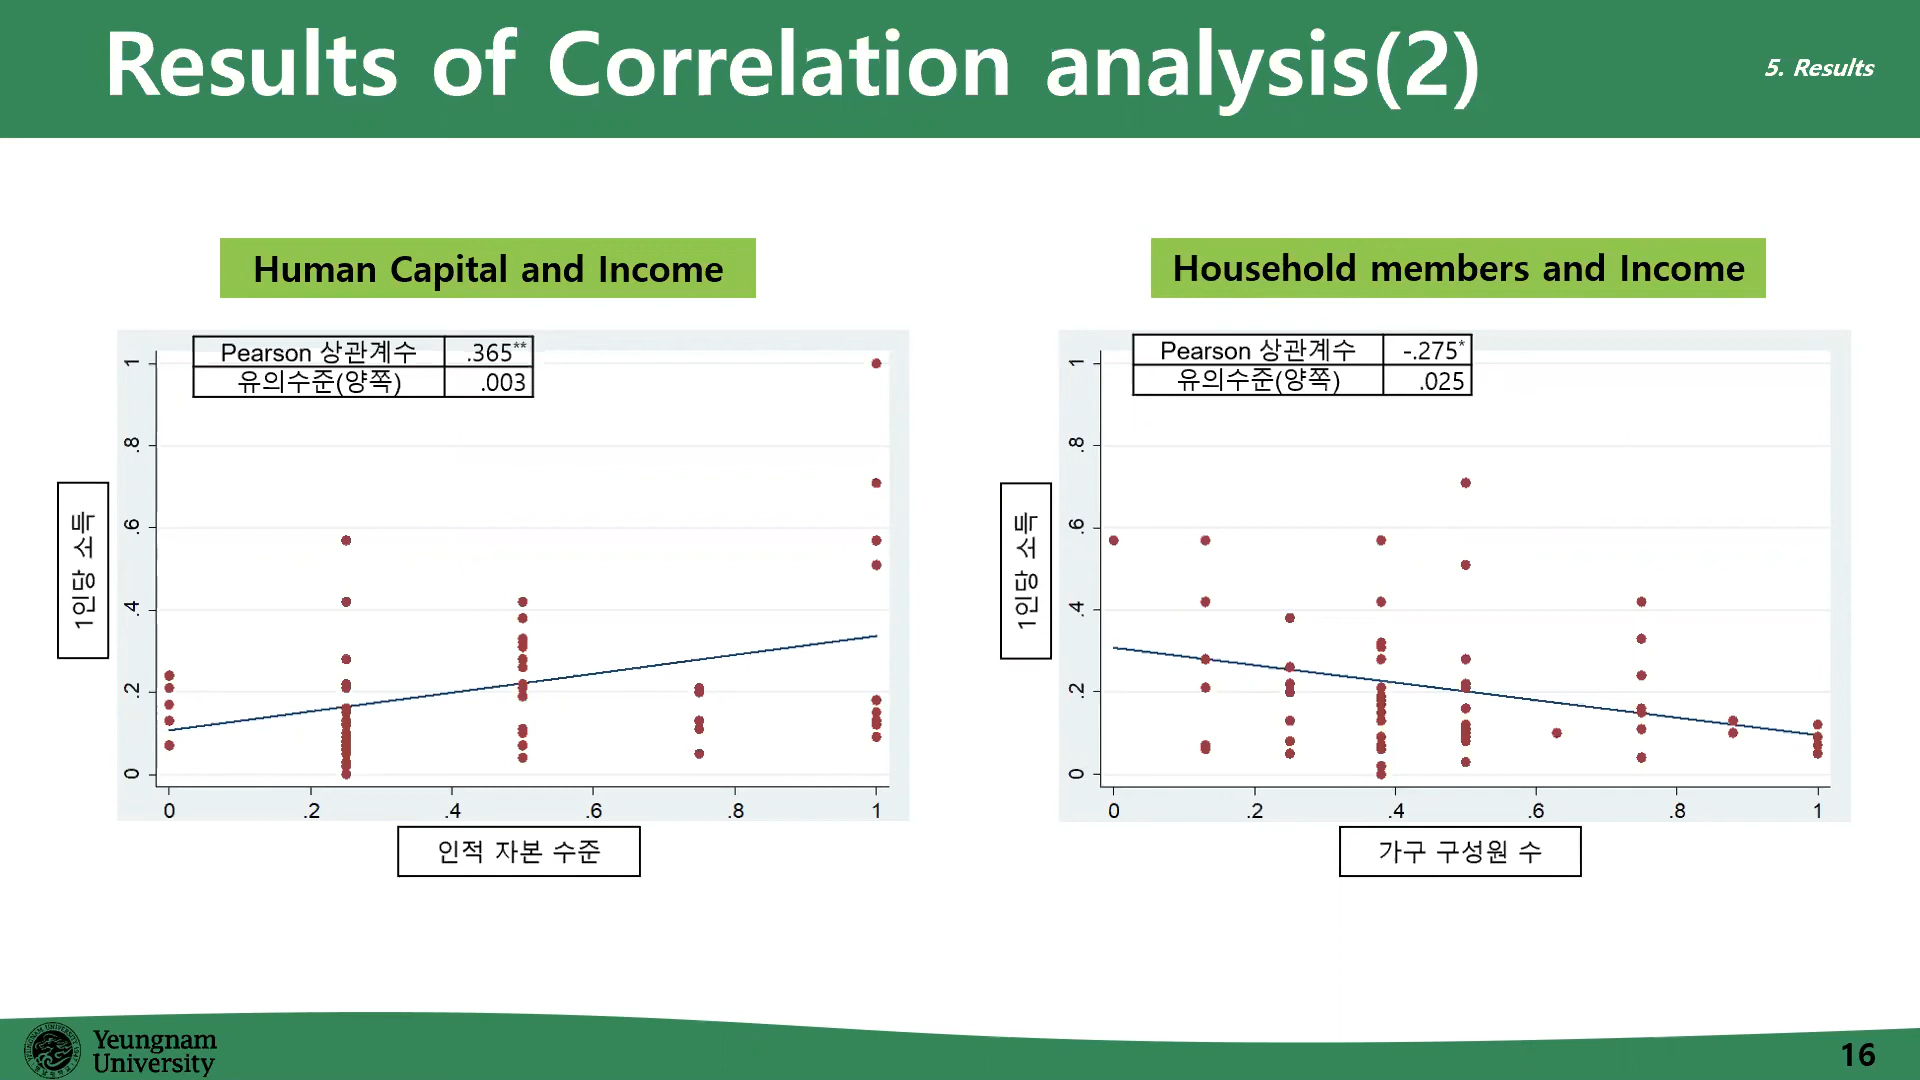 Results of Correlation analysis(2)
5. Results
Human Capital and Income
Pearson 상관계수 .365**
유의수준(양쪽) .003
1인당 소득
1
.8
.6
.4
.2
0
0 .2 .4 .6 .8 1
인적 자본 수준
Household members and Income
Pearson 상관계수 -.275*
유의수준(양쪽) .025
1인당 소득
1
.8
.6
.4
.2
0
0 .2 .4 .6 .8 1
가구 구성원 수
Yeungnam
University
16